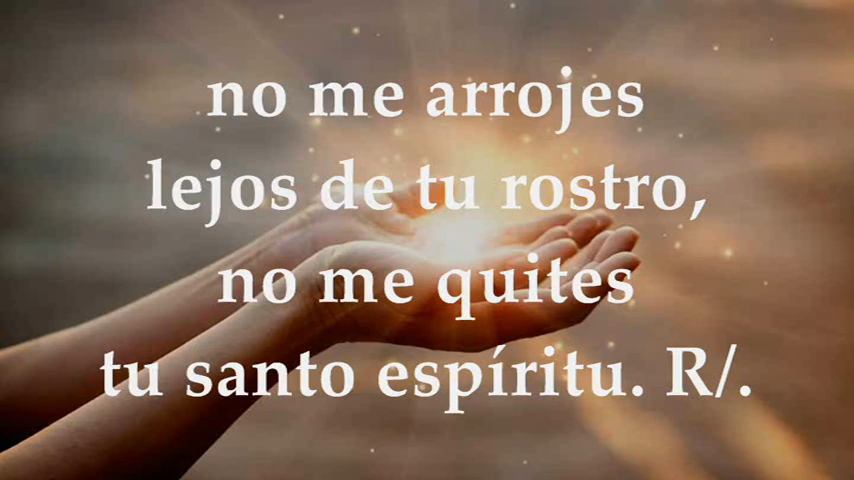 no me arrojes
lejos de tu rostro,
no me quites
tu santo espíritu. R/.